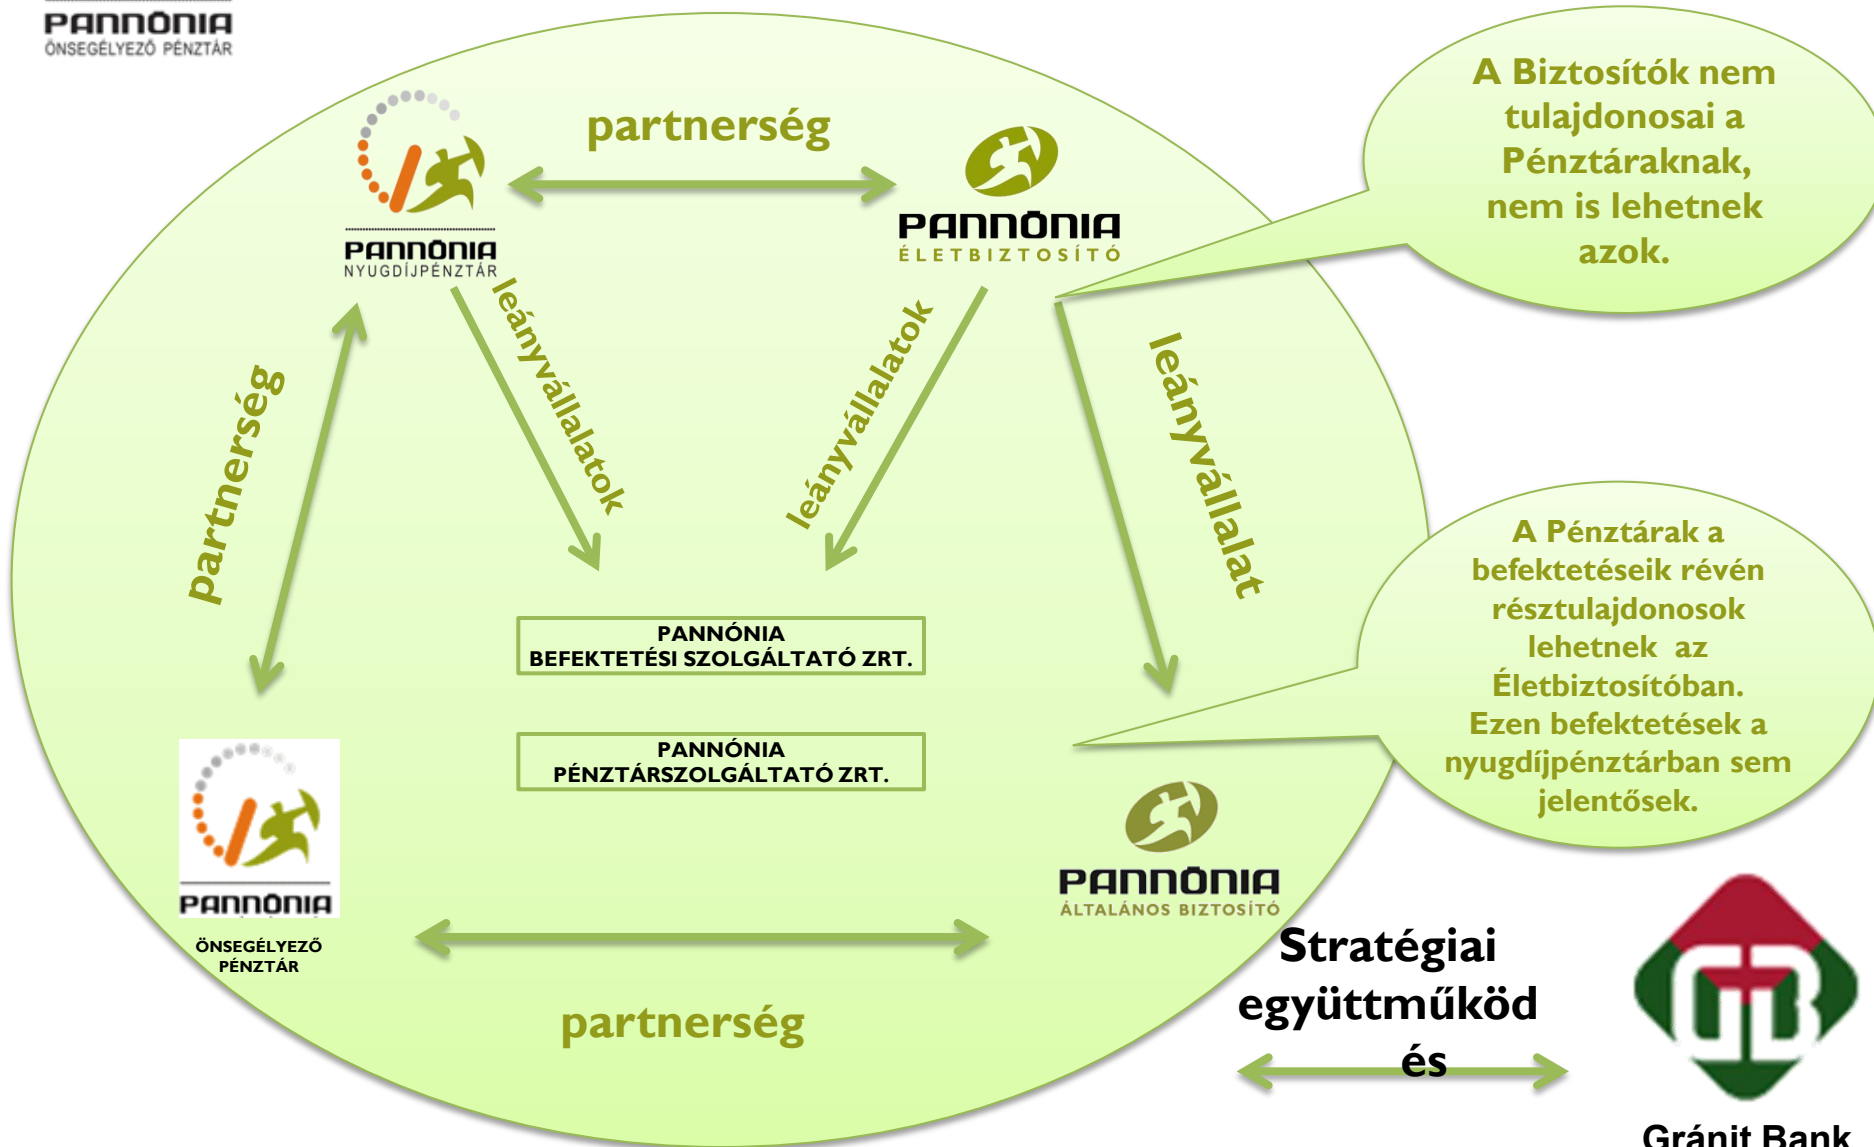 PANNÓNIA
ÖNSEGÉLYEZŐ PÉNZTÁR
partnerség
PANNÓNIA
NYUGDÍJPÉNZTÁR
PANNÓNIA
ÉLETBIZTOSÍTÓ
A Biztosítók nem
tulajdonosai a
Pénztáraknak,
nem is lehetnek
azok.
leányvállalatok
leányvállalatok
leányvállalat
partnerség
PANNÓNIA
BEFEKTETÉSI SZOLGÁLTATÓ ZRT.
PANNÓNIA
PÉNZTÁRSZOLGÁLTATÓ ZRT.
A Pénztárak a
befektetéseik révén
résztulajdonosok
lehetnek az
Életbiztosítóban.
Ezen befektetések a
nyugdíjpénztárban sem
jelentősek.
PANNÓNIA
ÖNSEGÉLYEZŐ
PÉNZTÁR
PANNÓNIA
ÁLTALÁNOS BIZTOSÍTÓ
partnerség
Stratégiai
együttműköd
és
GB
Gránit Bank